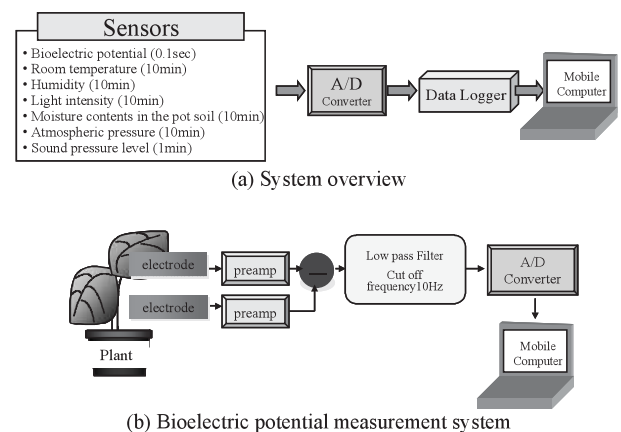 Sensors
• Bioelectric potential (0.1sec)
• Room temperature (10min)
• Humidity (10min)
• Light intensity (10min)
• Moisture contents in the pot soil (10min)
• Atmospheric pressure (10min)
• Sound pressure level (1min)
A/D
Converter
Data Logger
Mobile
Computer
(a) System overview
electrode
preamp
electrode
preamp
Low pass Filter
Cut off
frequency10Hz
A/D
Converter
Plant
Mobile
Computer
(b) Bioelectric potential measurement system